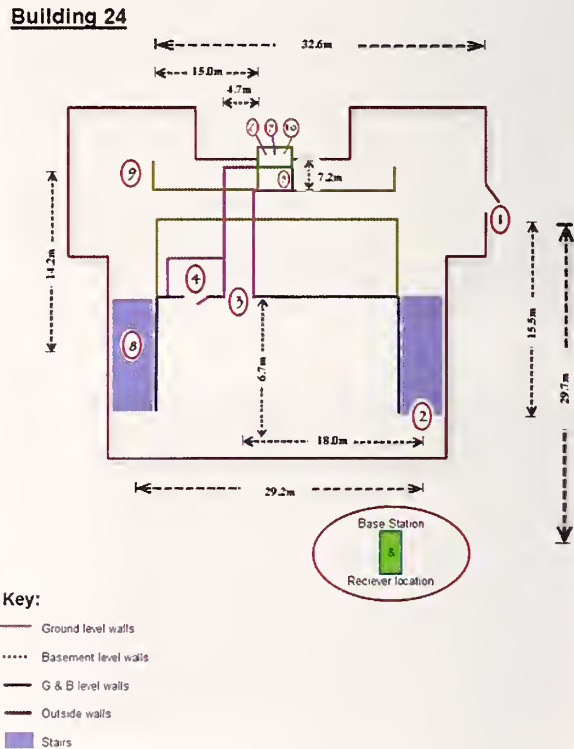 Building 24
32.6m
15.0m
4.7m
7
10
9
7.2m
1
14.2m
4
3
8
6.7m
15.5m
29.7m
2
18.0m
29.2m
Base Station
&
Reciever location
Key:
Ground level walls
Basement level walls
G & B level walls
Outside walls
Stairs